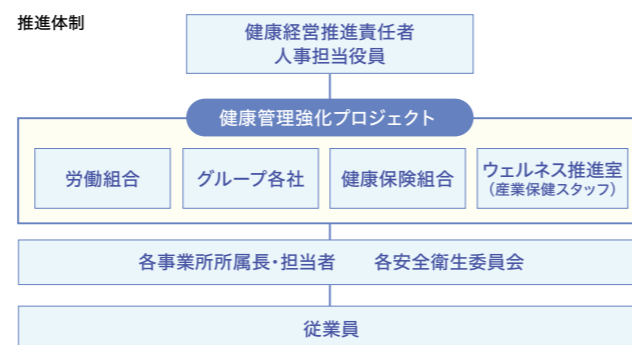 推進体制
健康経営推進責任者
人事担当役員
健康管理強化プロジェクト
労働組合
グループ各社
健康保険組合
ウェルネス推進室
（産業保健スタッフ）
各事業所所属長・担当者　各安全衛生委員会
従業員